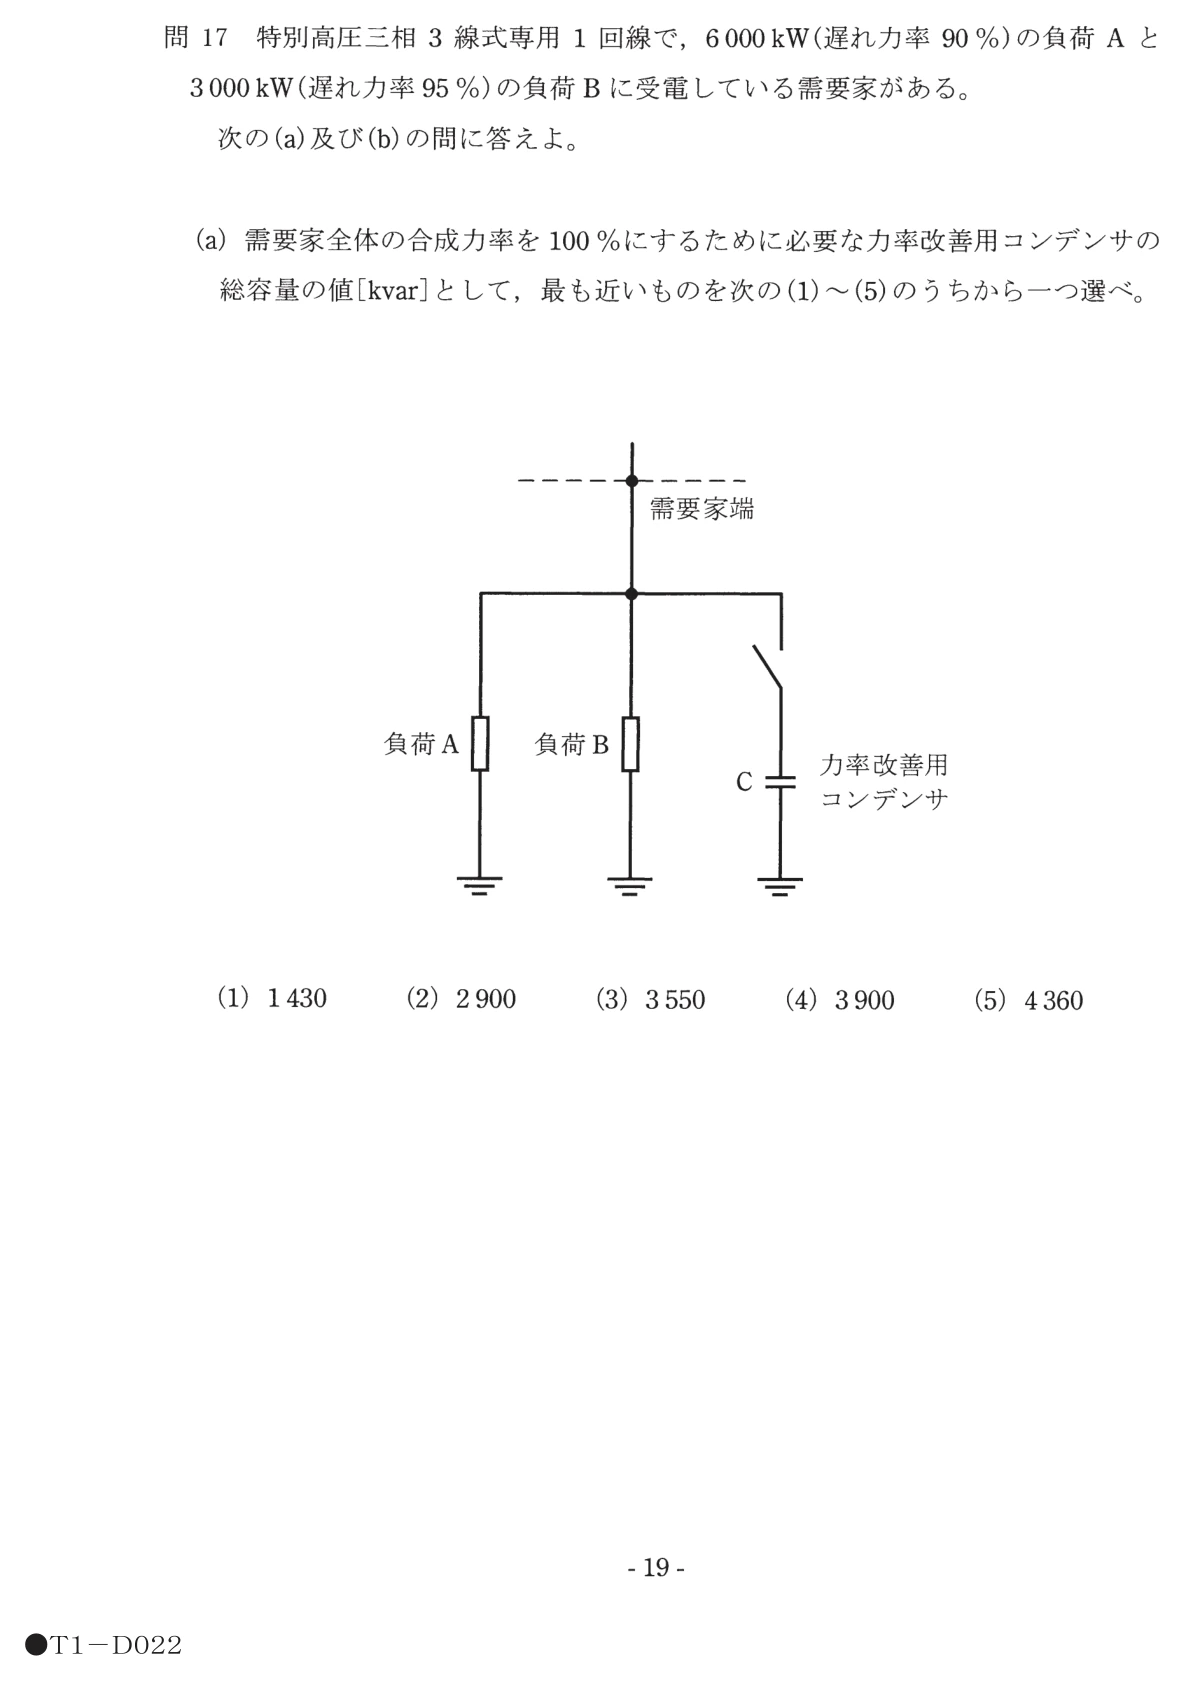 問 17 特別高圧三相 3 線式専用 1 回線で，6 000 kW(遅れ力率 90 %)の負荷 A と
3 000 kW(遅れ力率 95 %)の負荷 B に受電している需要家がある。
次の(a)及び(b)の問に答えよ。
(a) 需要家全体の合成力率を 100 %にするために必要な力率改善用コンデンサの
総容量の値[kvar]として，最も近いものを次の(1)～(5)のうちから一つ選べ。
需要家端
負荷 A
負荷 B
C
力率改善用
コンデンサ
(1) 1 430 (2) 2 900 (3) 3 550 (4) 3 900 (5) 4 360
- 19 -
●T1－D022